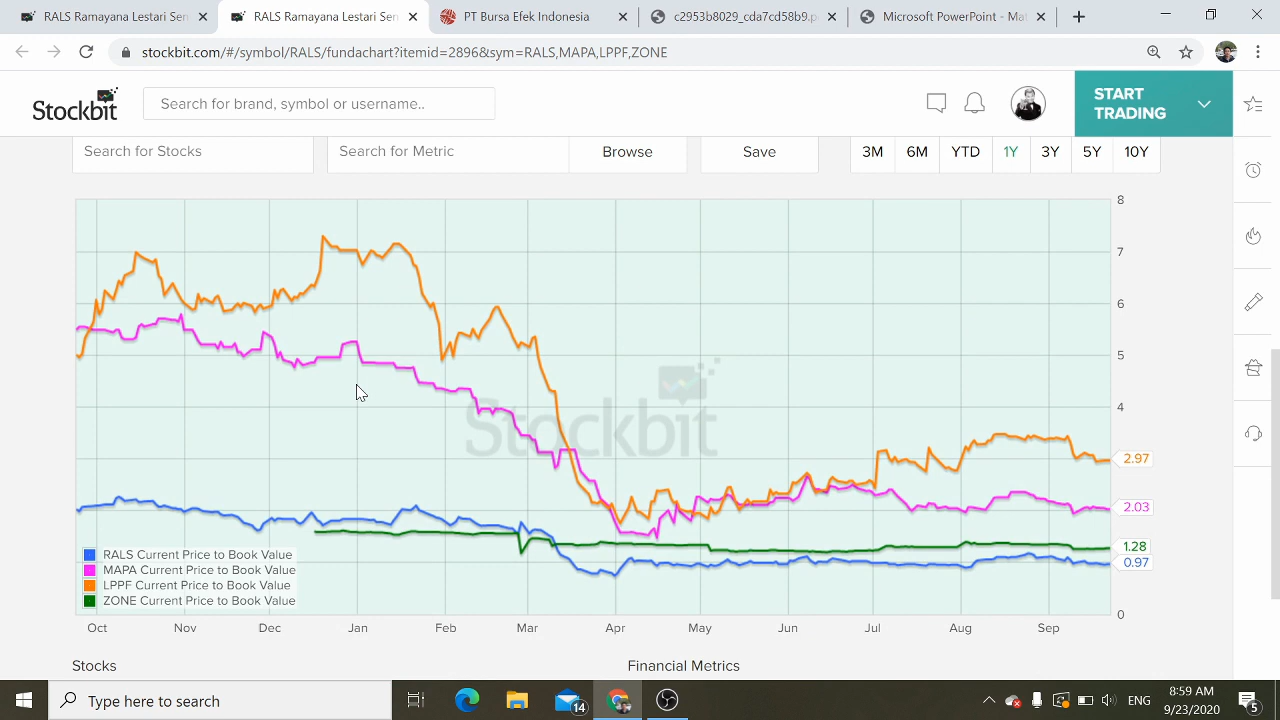 RALS Ramayana Lestari Sen
RALS Ramayana Lestari Sen
PT Bursa Efek Indonesia
c2953b8029_cda7cd58b9.p
Microsoft PowerPoint - Ma
stockbit.com/#/symbol/RALS/fundachart?itemid=2896&sym=RALS,MAPA,LPPF,ZONE
Stockbit
Search for brand, symbol or username..
START
TRADING
Search for Stocks
Search for Metric
Browse
Save
3M 6M YTD 1Y 3Y 5Y 10Y
8
7
6
5
4
2.97
2.03
1.28
0.97
0
Stockbit
RALS Current Price to Book Value
MAPA Current Price to Book Value
LPPF Current Price to Book Value
ZONE Current Price to Book Value
Oct Nov Dec Jan Feb Mar Apr May Jun Jul Aug Sep
Stocks
Financial Metrics
Type here to search
14
ENG
8:59 AM
9/23/2020
5